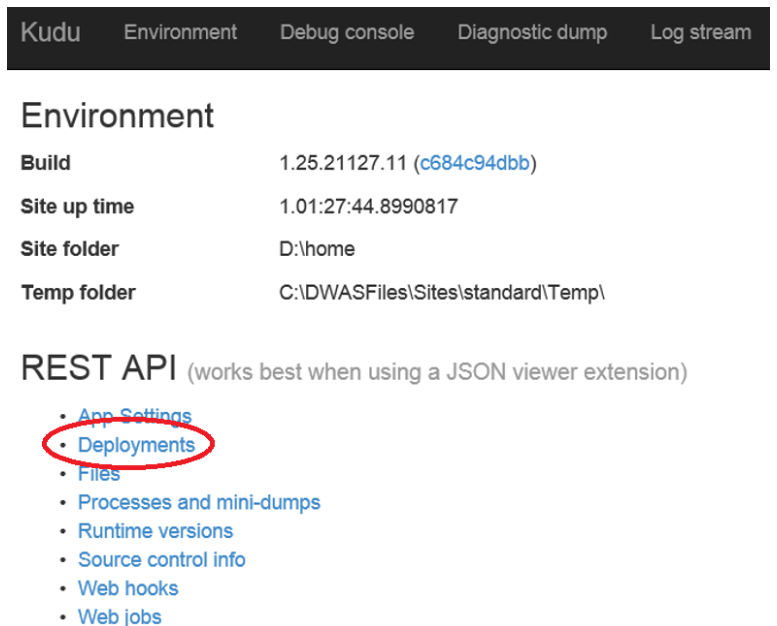 Kudu Environment Debug console Diagnostic dump Log stream
Environment
Build 1.25.21127.11 (c684c94dbb)
Site up time 1.01:27:44.8990817
Site folder D:\home
Temp folder C:\DWASFiles\Sites\standard\Temp\
REST API (works best when using a JSON viewer extension)
• App Settings
• Deployments
• Files
• Processes and mini-dumps
• Runtime versions
• Source control info
• Web hooks
• Web jobs